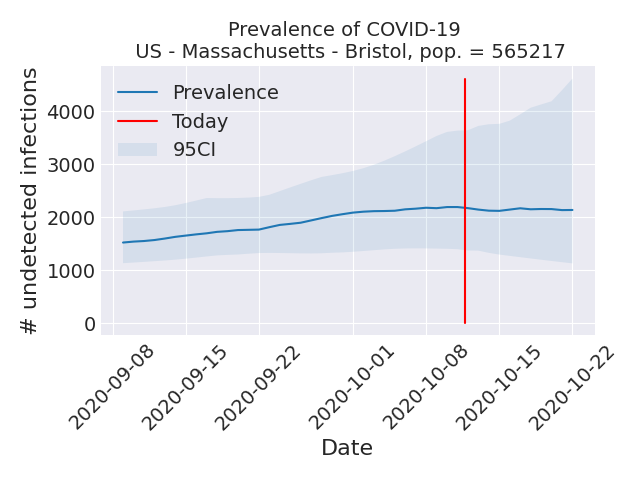 Prevalence of COVID-19
US - Massachusetts - Bristol, pop. = 565217
# undetected infections
4000
3000
2000
1000
0
Prevalence
Today
95CI
2020-09-08
2020-09-15
2020-09-22
2020-10-01
2020-10-08
2020-10-15
2020-10-22
Date